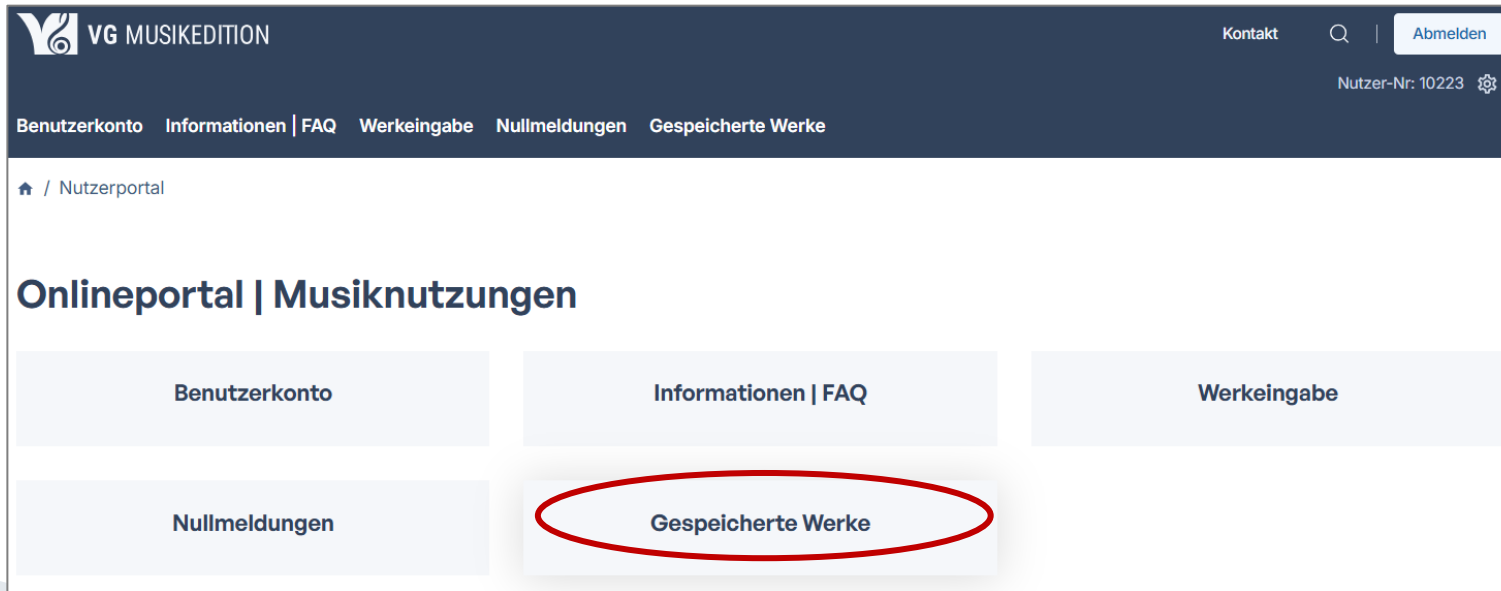 VG MUSIKEDITION
Kontakt
Abmelden
Nutzer-Nr: 10223
Benutzerkonto Informationen | FAQ Werkeingabe Nullmeldungen Gespeicherte Werke
/ Nutzerportal
Onlineportal | Musiknutzungen
Benutzerkonto
Informationen | FAQ
Werkeingabe
Nullmeldungen
Gespeicherte Werke